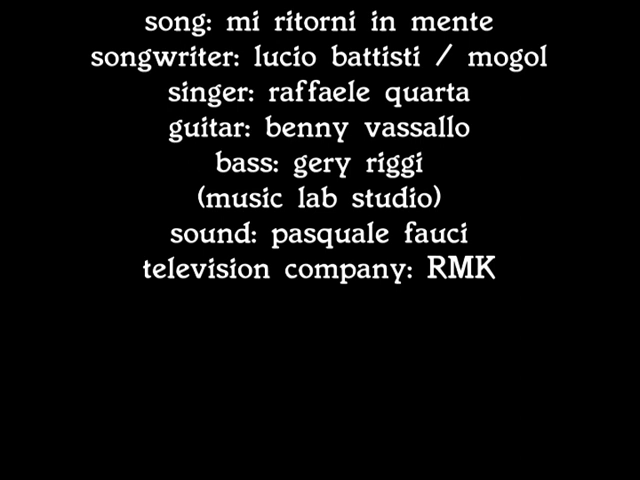 song: mi ritorni in mente
songwriter: lucio battisti / mogol
singer: raffaele quarta
guitar: benny vassallo
bass: gery riggi
(music lab studio)
sound: pasquale fauci
television company: RMK